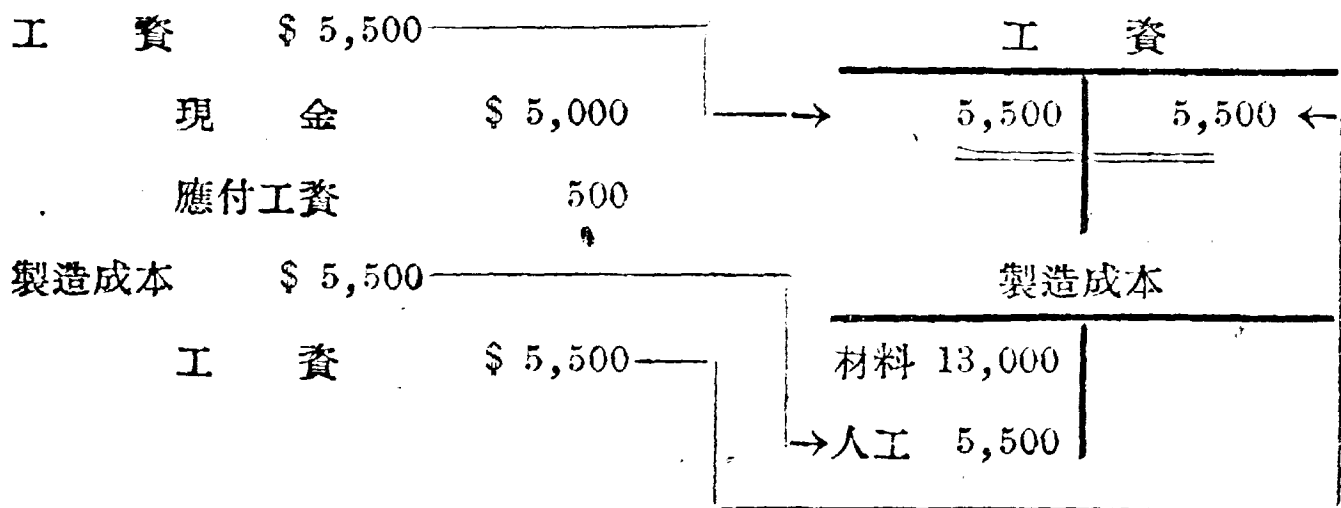 工 資 $ 5,500
現 金 $ 5,000
應付工資 500
製造成本 $ 5,500
工 資 $ 5,500
工 資
5,500 5,500
製造成本
材料 13,000
人工 5,500